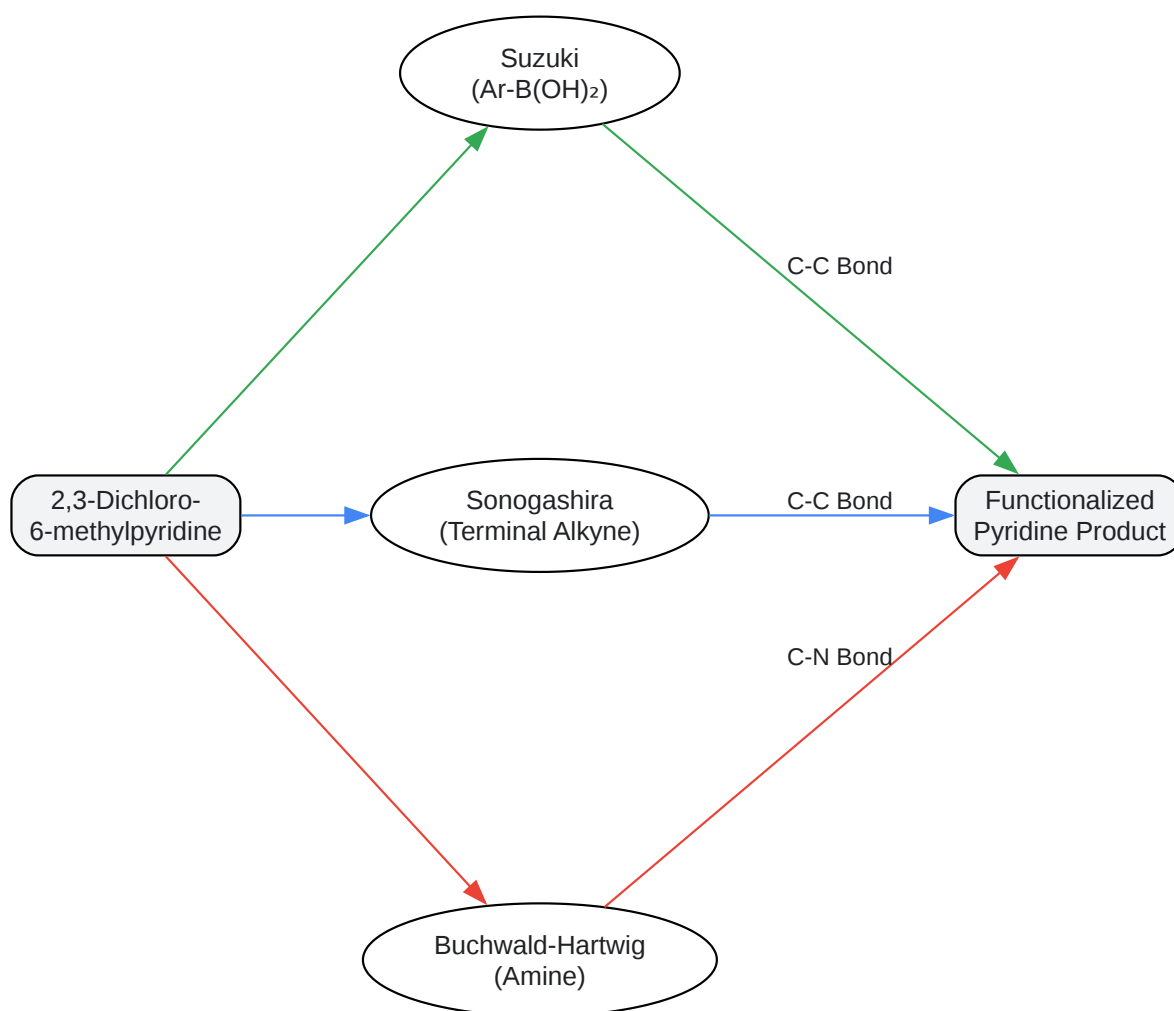 Suzuki
(Ar-B(OH)₂)
C-C Bond
2,3-Dichloro-
6-methylpyridine
Sonogashira
(Terminal Alkyne)
C-C Bond
Functionalized
Pyridine Product
C-N Bond
Buchwald-Hartwig
(Amine)